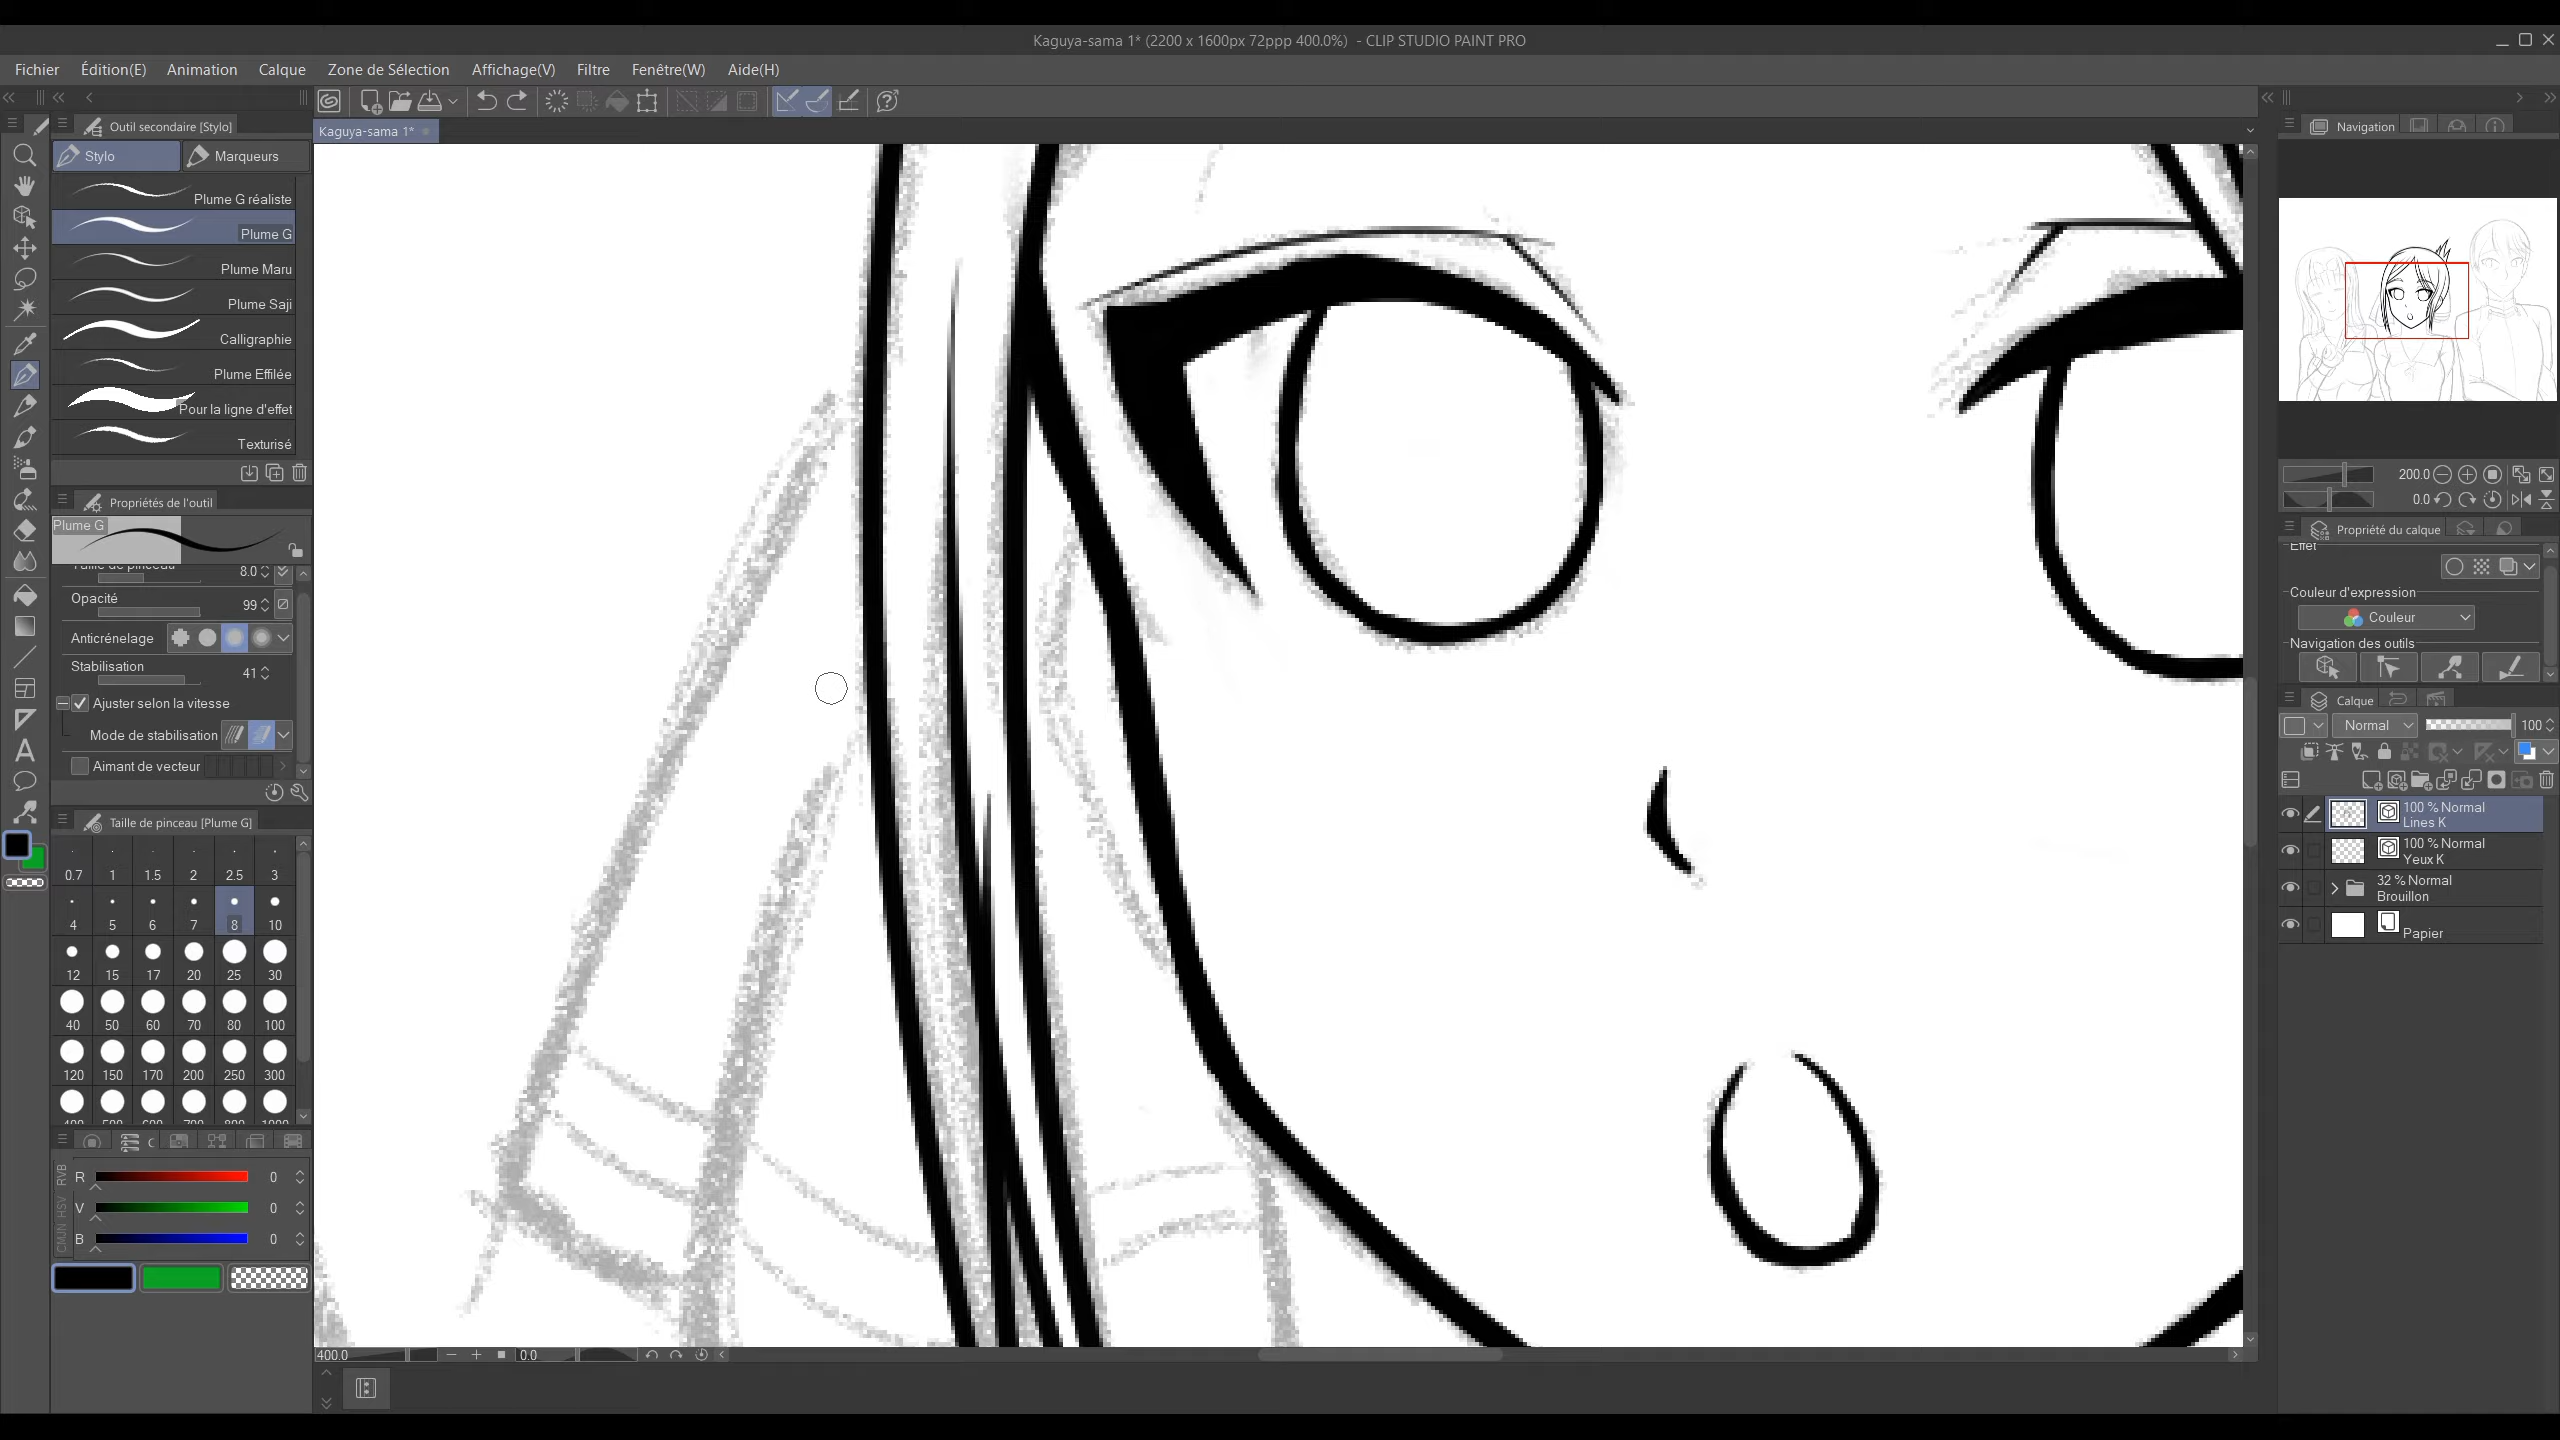 Kaguya-sama 1* (2200 x 1600px 72ppp 400.0%) - CLIP STUDIO PAINT PRO
Fichier Édition(E) Animation Calque Zone de Sélection Affichage(V) Filtre Fenêtre(W) Aide(H)
Outil secondaire [Stylo]
Kaguya-sama 1*
Navigation
Stylo Marqueurs
Plume G réaliste
Plume G
Plume Maru
Plume Saji
Calligraphie
Plume Effilée
Pour la ligne d'effet
Texturisé
Propriétés de l'outil
Plume G
Taille de pinceau 8.0
Opacité 99
Anticrénelage
Stabilisation 41
Ajuster selon la vitesse
Mode de stabilisation
Aimant de vecteur
Taille de pinceau [Plume G]
0.7 1 1.5 2 2.5 3
4 5 6 7 8 10
12 15 17 20 25 30
40 50 60 70 80 100
120 150 170 200 250 300
RVB HSV CMJN
R 0
V 0
B 0
400.0 0.0
200.0
0.0
Propriété du calque
Effet
Couleur d'expression
Couleur
Navigation des outils
Calque
Normal 100
100 % Normal
Lines K
100 % Normal
Yeux K
32 % Normal
Brouillon
Papier